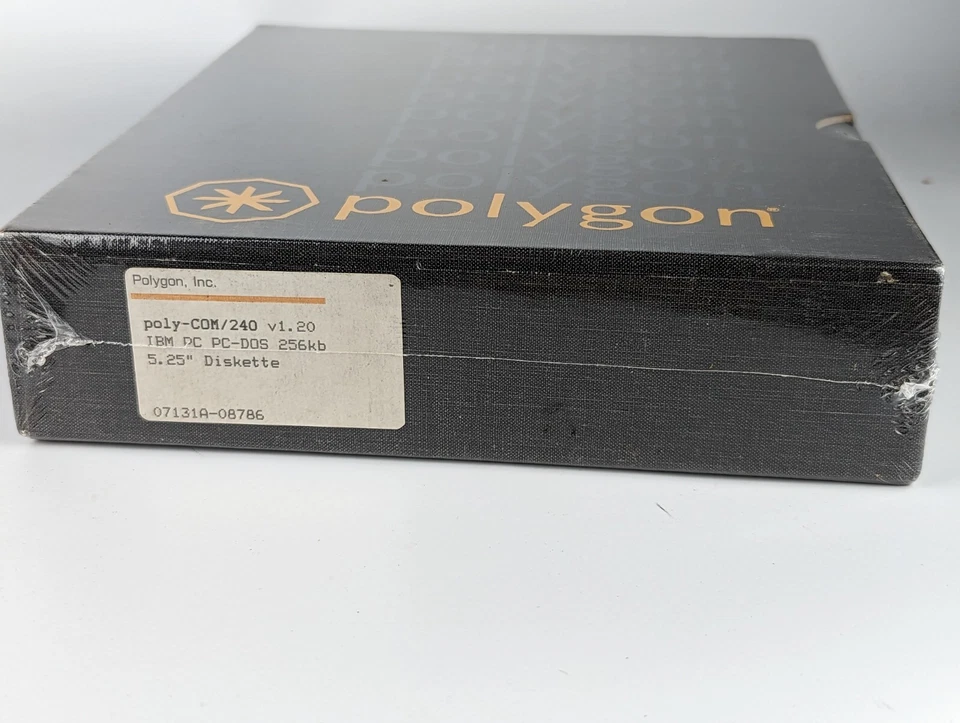 polygon®
Polygon, Inc.
poly-COM/240 v1.20
IBM PC PC-DOS 256kb
5.25" Diskette
07131A-08786